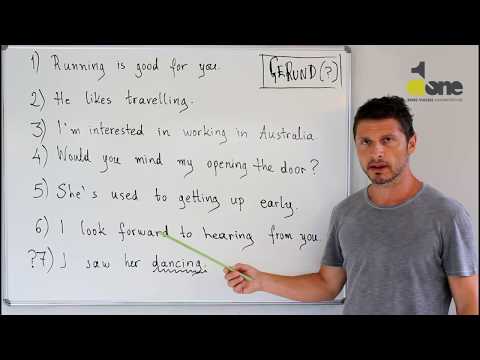 1) Running is good for you.
GERUND (?)
2) He likes travelling.
3) I'm interested in working in Australia.
4) Would you mind my opening the door?
5) She's used to getting up early.
6) I look forward to hearing from you.
?7) I saw her dancing.
done